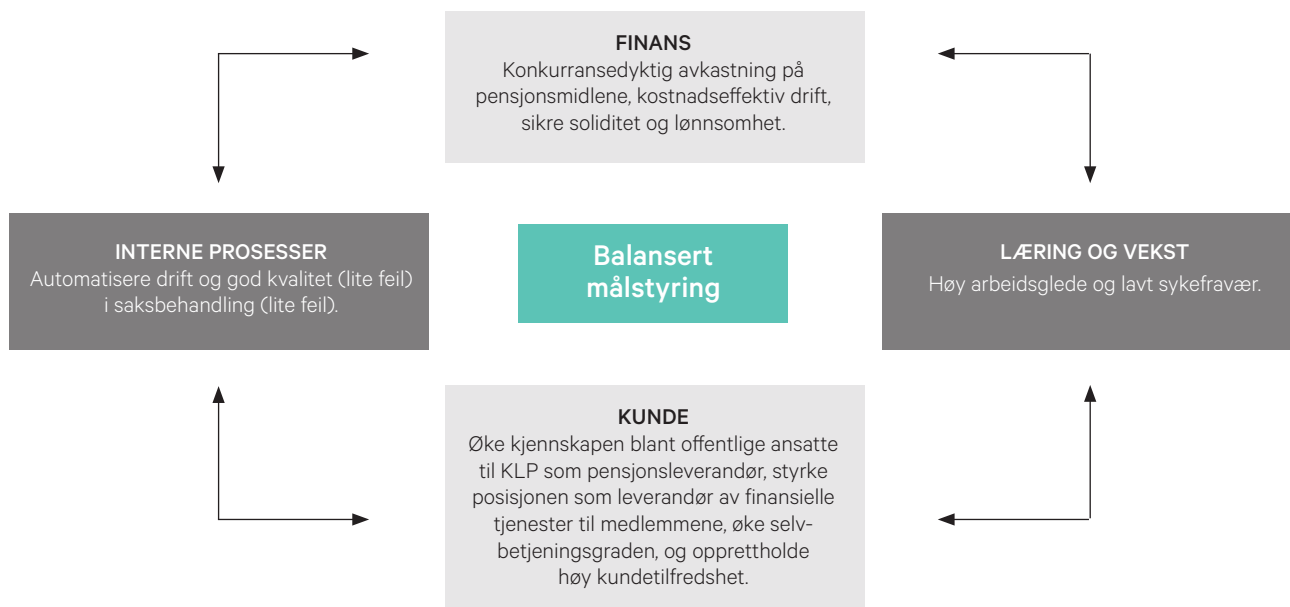 FINANS
Konkurransedyktig avkastning på
pensjonsmidlene, kostnadseffektiv drift,
sikre soliditet og lønnsomhet.
INTERNE PROSESSER
Automatisere drift og god kvalitet (lite feil)
i saksbehandling (lite feil).
Balansert
målstyring
LÆRING OG VEKST
Høy arbeidsglede og lavt sykefravær.
KUNDE
Øke kjennskapen blant offentlige ansatte
til KLP som pensjonsleverandør, styrke
posisjonen som leverandør av finansielle
tjenester til medlemmene, øke selv-
betjeningsgraden, og opprettholde
høy kundetilfredshet.